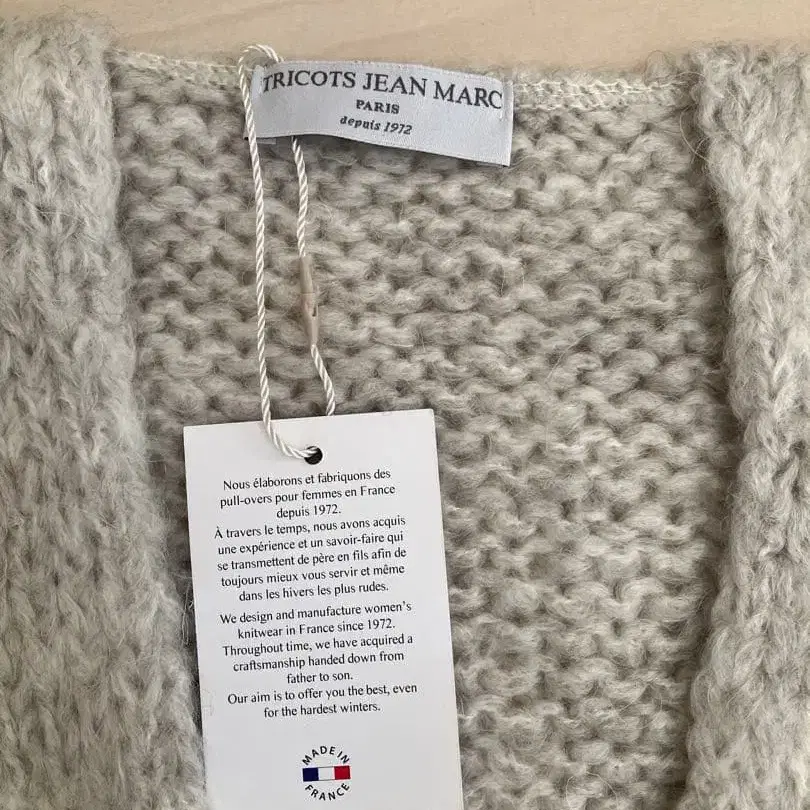 TRICOTS JEAN MARC
PARIS
depuis 1972
Nous élaborons et fabriquons des
pull-overs pour femmes en France
depuis 1972.
À travers le temps, nous avons acquis
une expérience et un savoir-faire qui
se transmettent de père en fils afin de
toujours mieux vous servir et même
dans les hivers les plus rudes.
We design and manufacture women's
knitwear in France since 1972.
Throughout time, we have acquired a
craftsmanship handed down from
father to son.
Our aim is to offer you the best, even
for the hardest winters.
MADE IN
FRANCE